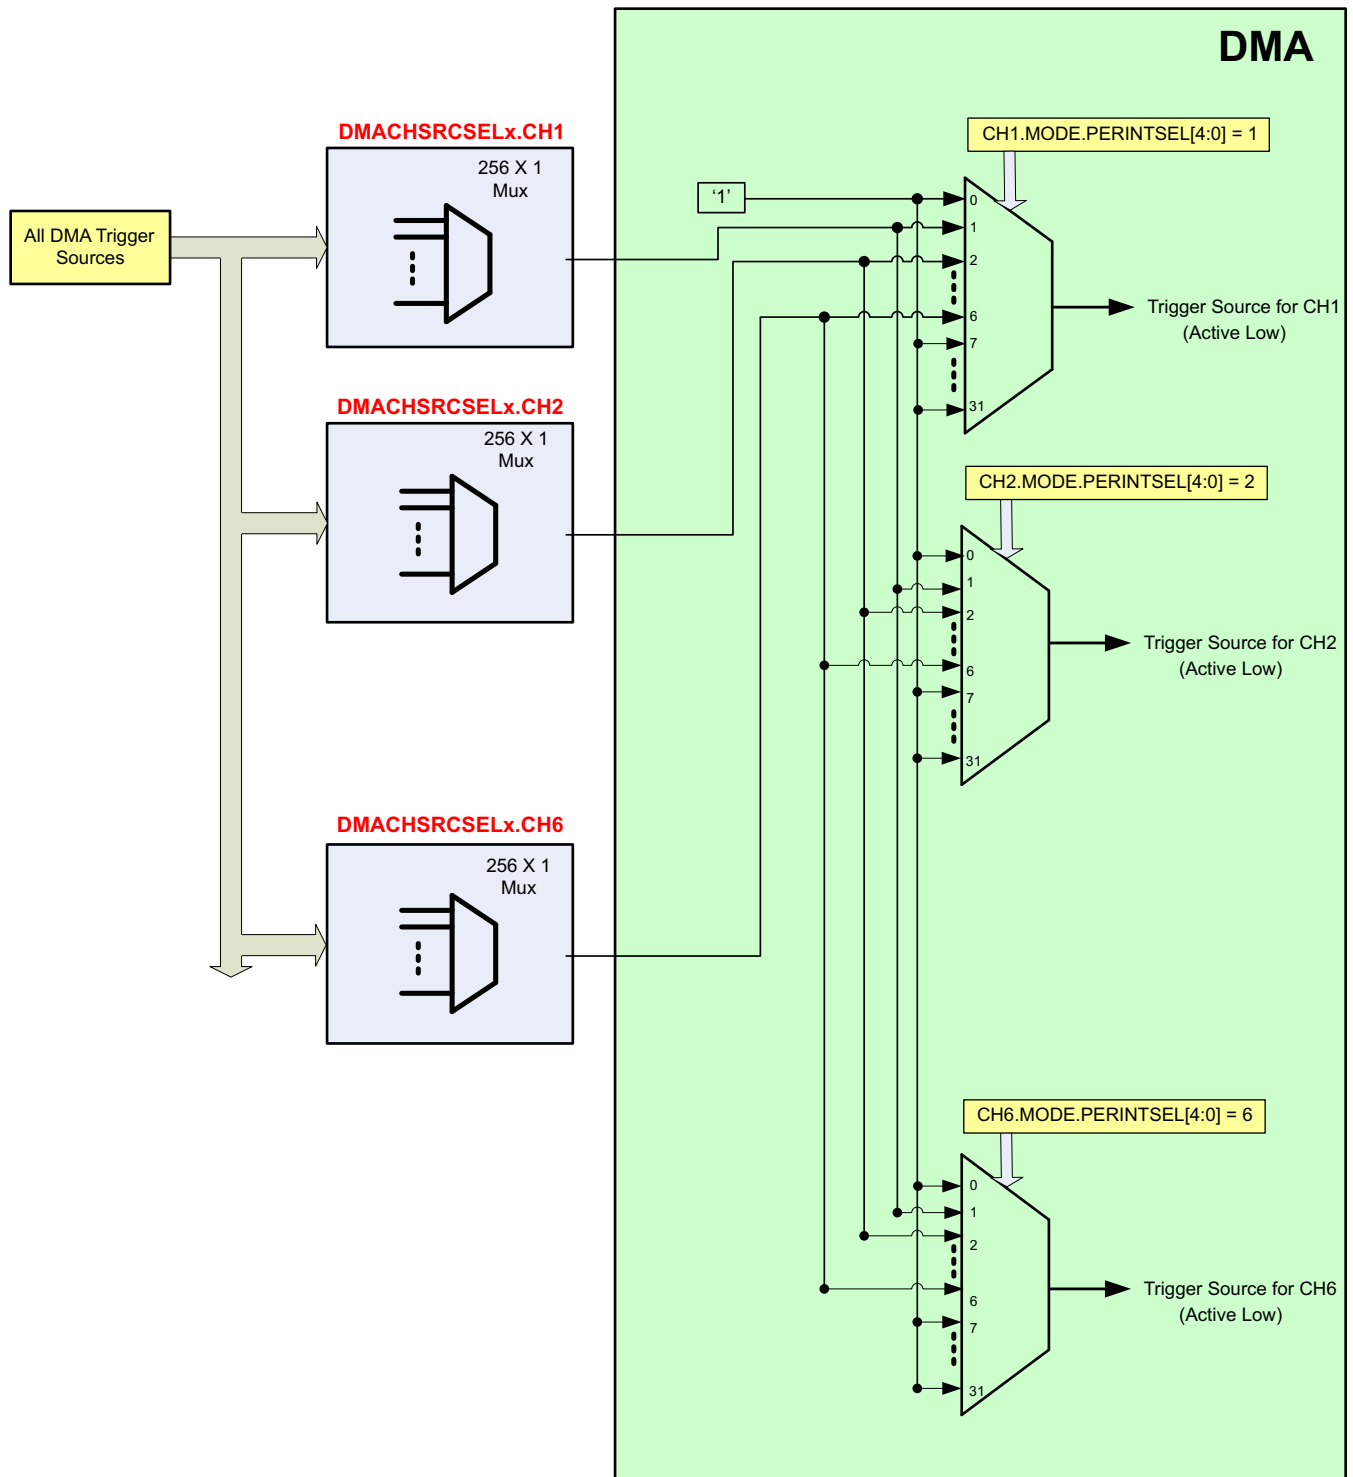 DMA
DMACHSRCSELx.CH1
256 X 1
Mux
All DMA Trigger
Sources
CH1.MODE.PERINTSEL[4:0] = 1
'1'
0
1
2
6
7
31
Trigger Source for CH1
(Active Low)
DMACHSRCSELx.CH2
256 X 1
Mux
CH2.MODE.PERINTSEL[4:0] = 2
0
1
2
6
7
31
Trigger Source for CH2
(Active Low)
DMACHSRCSELx.CH6
256 X 1
Mux
CH6.MODE.PERINTSEL[4:0] = 6
0
1
2
6
7
31
Trigger Source for CH6
(Active Low)